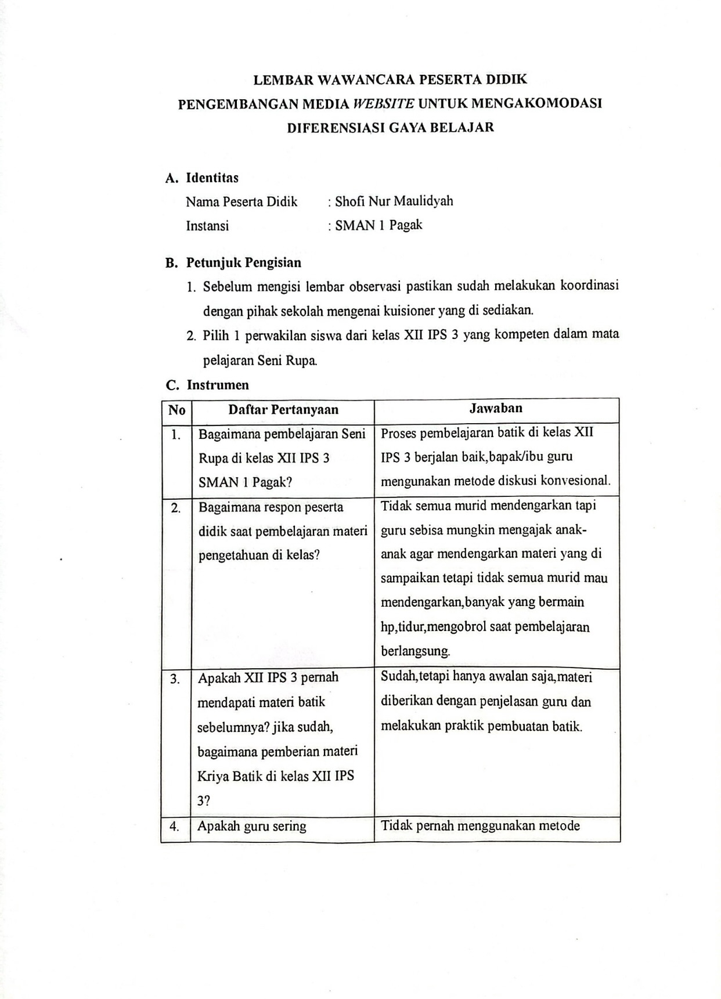 LEMBAR WAWANCARA PESERTA DIDIK
PENGEMBANGAN MEDIA WEBSITE UNTUK MENGAKOMODASI
DIFERENSIASI GAYA BELAJAR
A. Identitas
Nama Peserta Didik : Shofi Nur Maulidyah
Instansi : SMAN 1 Pagak
B. Petunjuk Pengisian
1. Sebelum mengisi lembar observasi pastikan sudah melakukan koordinasi
dengan pihak sekolah mengenai kuisioner yang di sediakan.
2. Pilih 1 perwakilan siswa dari kelas XII IPS 3 yang kompeten dalam mata
pelajaran Seni Rupa.
C. Instrumen
No Daftar Pertanyaan Jawaban
1. Bagaimana pembelajaran Seni
Rupa di kelas XII IPS 3
SMAN 1 Pagak?
Proses pembelajaran batik di kelas XII
IPS 3 berjalan baik,bapak/ibu guru
mengunakan metode diskusi konvesional.
2. Bagaimana respon peserta
didik saat pembelajaran materi
pengetahuan di kelas?
Tidak semua murid mendengarkan tapi
guru sebisa mungkin mengajak anak-
anak agar mendengarkan materi yang di
sampaikan tetapi tidak semua murid mau
mendengarkan,banyak yang bermain
hp,tidur,mengobrol saat pembelajaran
berlangsung.
3. Apakah XII IPS 3 pernah
mendapati materi batik
sebelumnya? jika sudah,
bagaimana pemberian materi
Kriya Batik di kelas XII IPS
3?
Sudah,tetapi hanya awalan saja,materi
diberikan dengan penjelasan guru dan
melakukan praktik pembuatan batik.
4. Apakah guru sering
Tidak pernah menggunakan metode